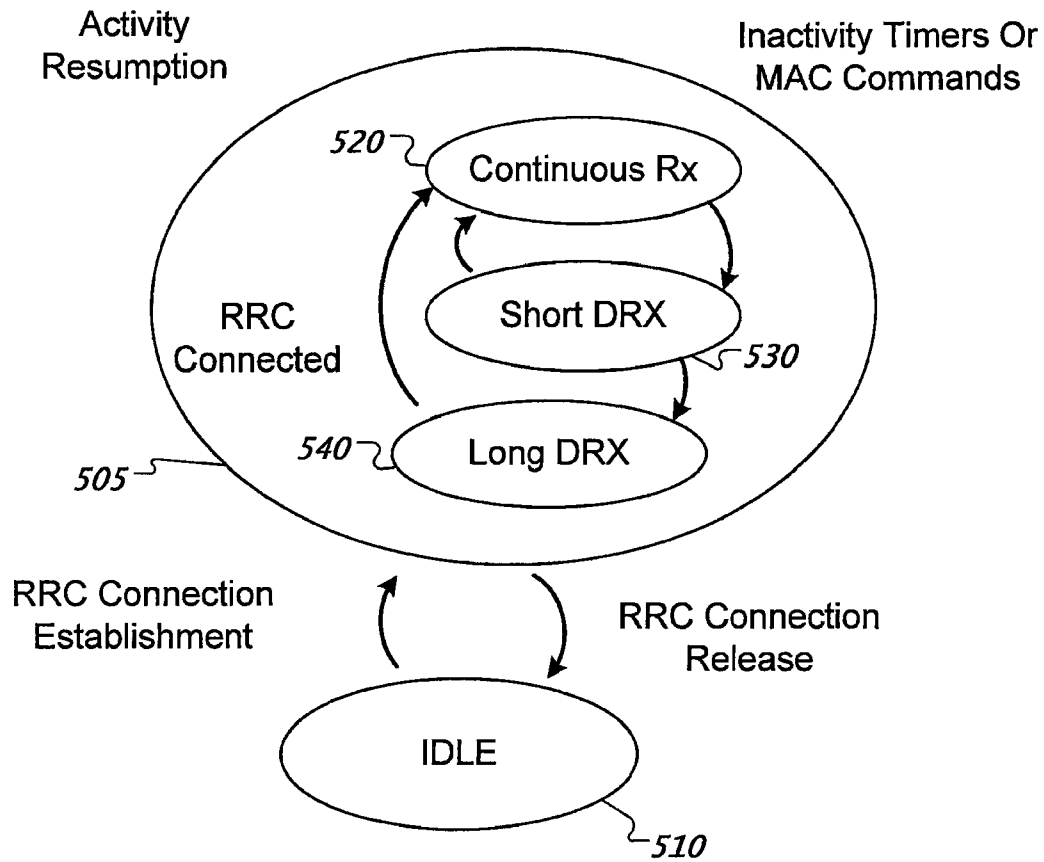 Activity
Resumption
Inactivity Timers Or
MAC Commands
520
Continuous Rx
Short DRX
530
RRC
Connected
540
Long DRX
505
RRC Connection
Establishment
RRC Connection
Release
IDLE
510